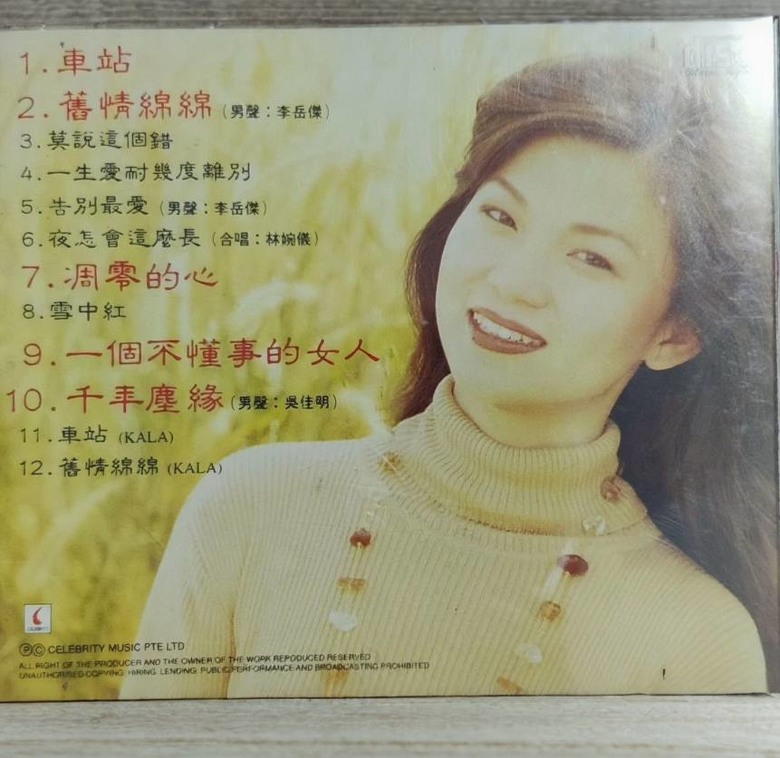 1. 車站
2. 舊情綿綿 (男聲：李岳傑)
3. 莫說這個錯
4. 一生愛耐幾度離別
5. 告別最愛 (男聲：李岳傑)
6. 夜怎會這麼長 (合唱：林婉儀)
7. 凋零的心
8. 雪中紅
9. 一個不懂事的女人
10. 千年塵緣 (男聲：吳佳明)
11. 車站 (KALA)
12. 舊情綿綿 (KALA)
ⓅⒸ CELEBRITY MUSIC PTE LTD
ALL RIGHT OF THE PRODUCER AND THE OWNER OF THE WORK REPODUCED RESERVED
UNAUTHORISED COPYING, HIRING, LENDING, PUBLIC PERFORMANCE AND BROADCASTING PROHIBITED